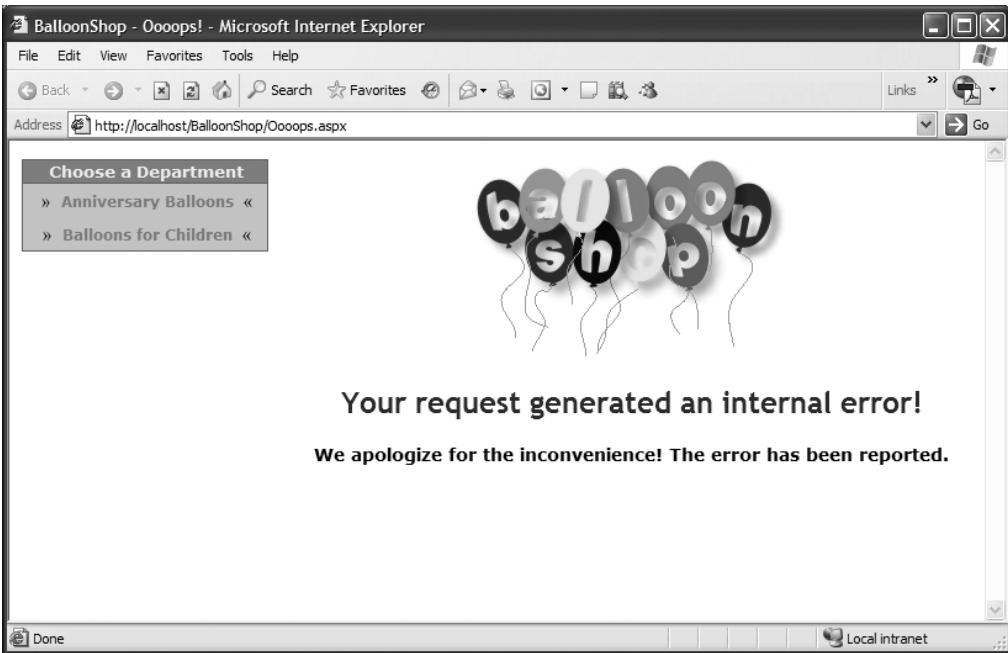 BalloonShop - Oooops! - Microsoft Internet Explorer
File Edit View Favorites Tools Help
Back Search Favorites Links »
Address http://localhost/BalloonShop/Oooops.aspx Go
Choose a Department
» Anniversary Balloons «
» Balloons for Children «
balloon
shop
Your request generated an internal error!
We apologize for the inconvenience! The error has been reported.
Done Local intranet